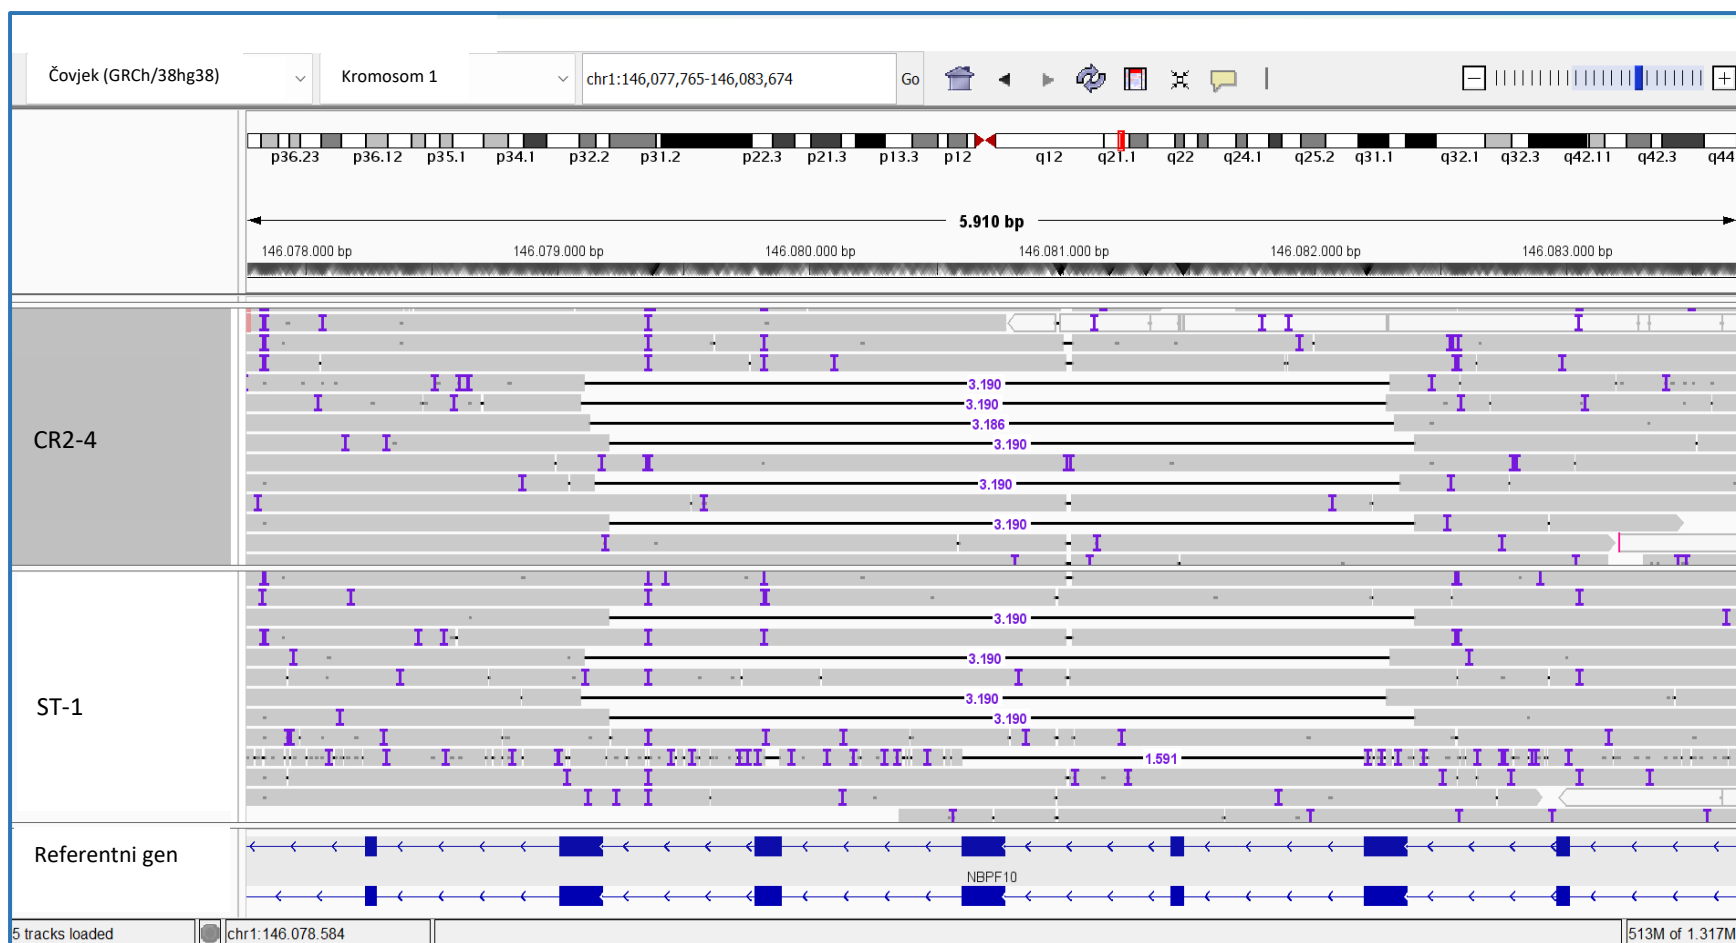 Čovjek (GRCh/38hg38) Kromosom 1 chr1:146,077,765-146,083,674 Go
p36.23 p36.12 p35.1 p34.1 p32.2 p31.2 p22.3 p21.3 p13.3 p12 q12 q21.1 q22 q24.1 q25.2 q31.1 q32.1 q32.3 q42.11 q42.3 q44
5.910 bp
146.078.000 bp 146.079.000 bp 146.080.000 bp 146.081.000 bp 146.082.000 bp 146.083.000 bp
3.190
3.190
3.186
CR2-4
3.190
3.190
3.190
3.190
3.190
3.190
ST-1
3.190
1.591
Referentni gen
NBPF10
5 tracks loaded chr1:146.078.584 513M of 1.317M